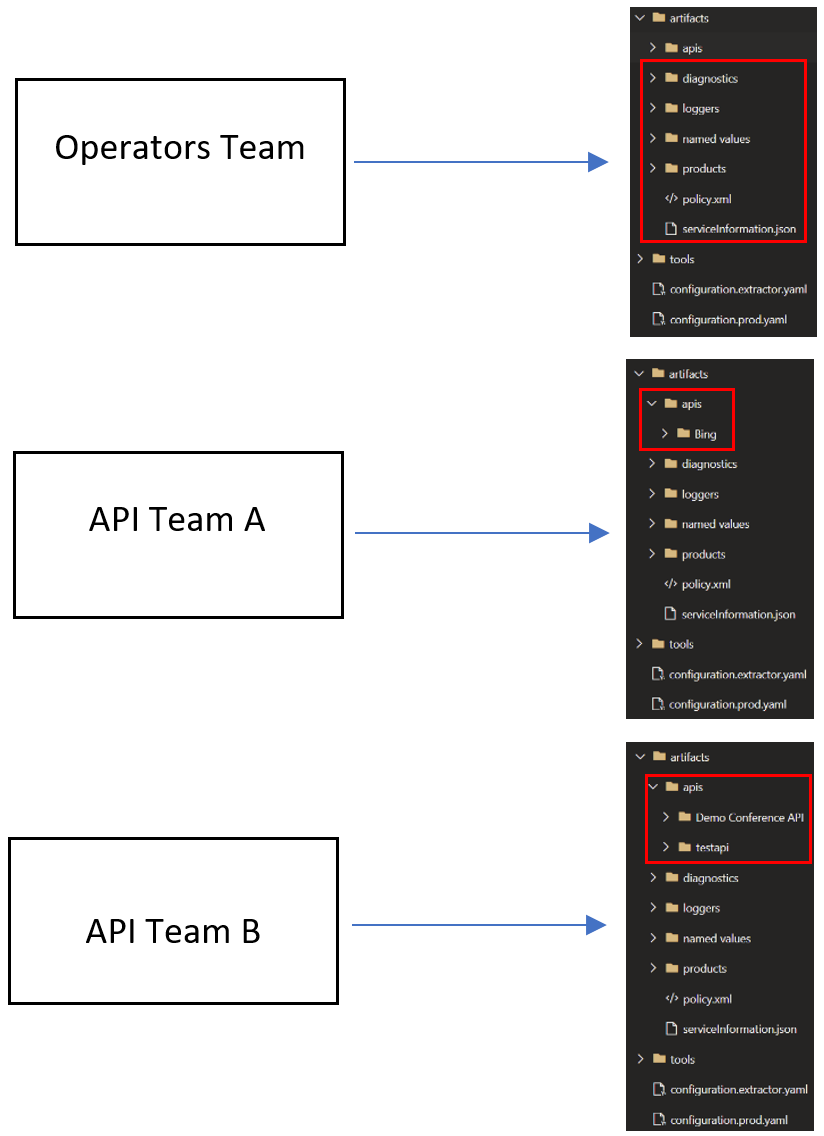 Operators Team
artifacts
apis
diagnostics
loggers
named values
products
policy.xml
serviceInformation.json
tools
configuration.extractor.yaml
configuration.prod.yaml
API Team A
artifacts
apis
Bing
diagnostics
loggers
named values
products
policy.xml
serviceInformation.json
tools
configuration.extractor.yaml
configuration.prod.yaml
API Team B
artifacts
apis
Demo Conference API
testapi
diagnostics
loggers
named values
products
policy.xml
serviceInformation.json
tools
configuration.extractor.yaml
configuration.prod.yaml